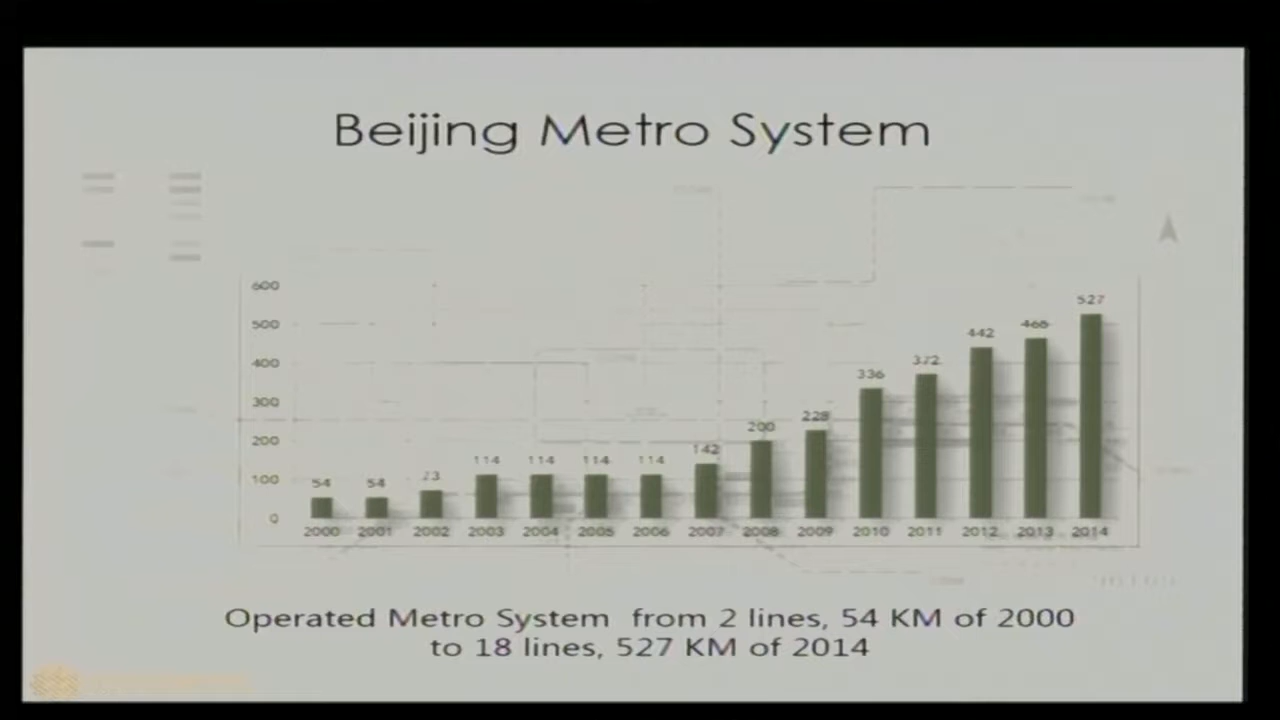 Beijing Metro System
600
500
400
300
200
100
0
54 54 73 114 114 114 114 142 200 228 336 372 442 465 527
2000 2001 2002 2003 2004 2005 2006 2007 2008 2009 2010 2011 2012 2013 2014
Operated Metro System from 2 lines, 54 KM of 2000
to 18 lines, 527 KM of 2014